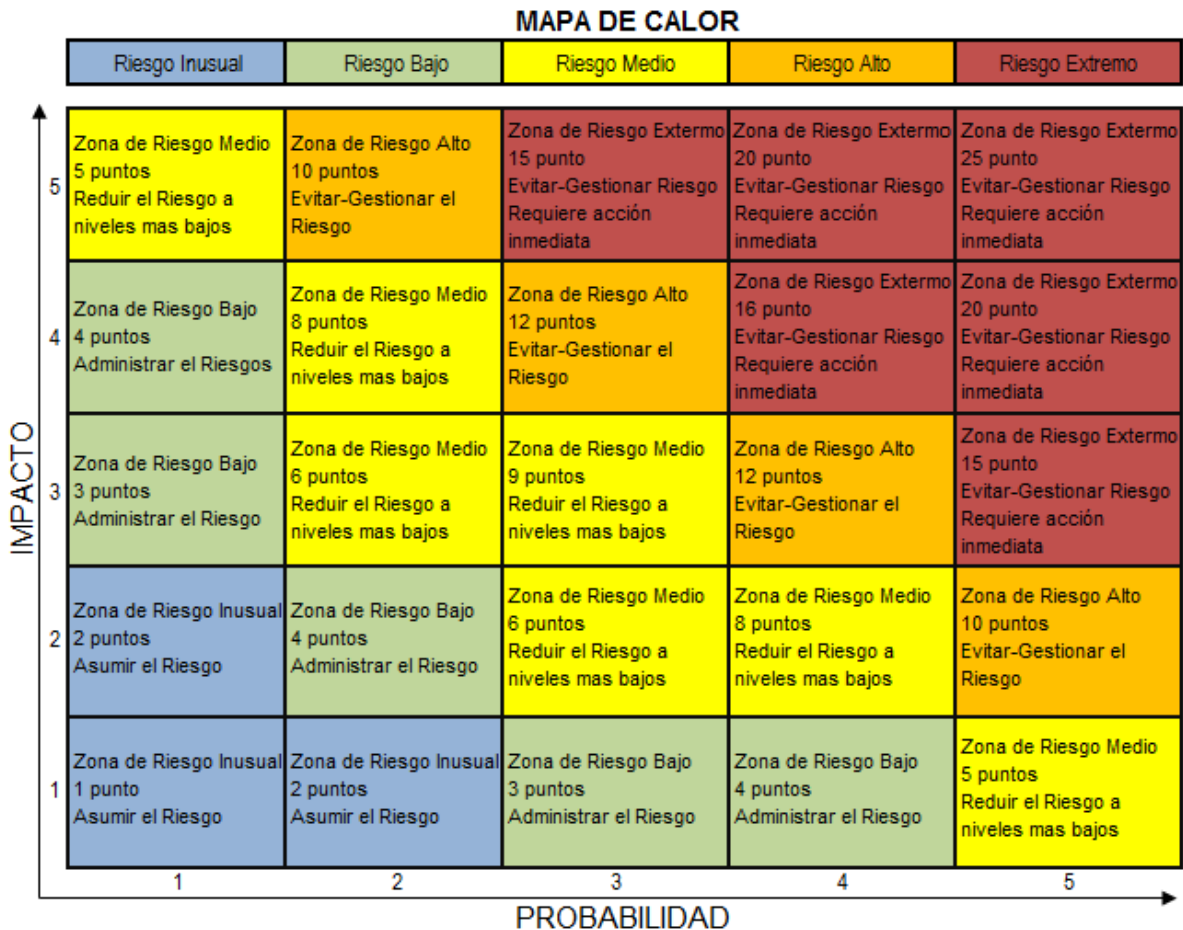 MAPA DE CALOR
Riesgo Inusual
Riesgo Bajo
Riesgo Medio
Riesgo Alto
Riesgo Extremo
IMPACTO
5
Zona de Riesgo Medio
5 puntos
Reduir el Riesgo a
niveles mas bajos
Zona de Riesgo Alto
10 puntos
Evitar-Gestionar el
Riesgo
Zona de Riesgo Extermo
15 punto
Evitar-Gestionar Riesgo
Requiere acción
inmediata
Zona de Riesgo Extermo
20 punto
Evitar-Gestionar Riesgo
Requiere acción
inmediata
Zona de Riesgo Extermo
25 punto
Evitar-Gestionar Riesgo
Requiere acción
inmediata
4
Zona de Riesgo Bajo
4 puntos
Administrar el Riesgos
Zona de Riesgo Medio
8 puntos
Reduir el Riesgo a
niveles mas bajos
Zona de Riesgo Alto
12 puntos
Evitar-Gestionar el
Riesgo
Zona de Riesgo Extermo
16 punto
Evitar-Gestionar Riesgo
Requiere acción
inmediata
Zona de Riesgo Extermo
20 punto
Evitar-Gestionar Riesgo
Requiere acción
inmediata
3
Zona de Riesgo Bajo
3 puntos
Administrar el Riesgo
Zona de Riesgo Medio
6 puntos
Reduir el Riesgo a
niveles mas bajos
Zona de Riesgo Medio
9 puntos
Reduir el Riesgo a
niveles mas bajos
Zona de Riesgo Alto
12 puntos
Evitar-Gestionar el
Riesgo
Zona de Riesgo Extermo
15 punto
Evitar-Gestionar Riesgo
Requiere acción
inmediata
2
Zona de Riesgo Inusual
2 puntos
Asumir el Riesgo
Zona de Riesgo Bajo
4 puntos
Administrar el Riesgo
Zona de Riesgo Medio
6 puntos
Reduir el Riesgo a
niveles mas bajos
Zona de Riesgo Medio
8 puntos
Reduir el Riesgo a
niveles mas bajos
Zona de Riesgo Alto
10 puntos
Evitar-Gestionar el
Riesgo
1
Zona de Riesgo Inusual
1 punto
Asumir el Riesgo
Zona de Riesgo Inusual
2 puntos
Asumir el Riesgo
Zona de Riesgo Bajo
3 puntos
Administrar el Riesgo
Zona de Riesgo Bajo
4 puntos
Administrar el Riesgo
Zona de Riesgo Medio
5 puntos
Reduir el Riesgo a
niveles mas bajos
1
2
3
4
5
PROBABILIDAD